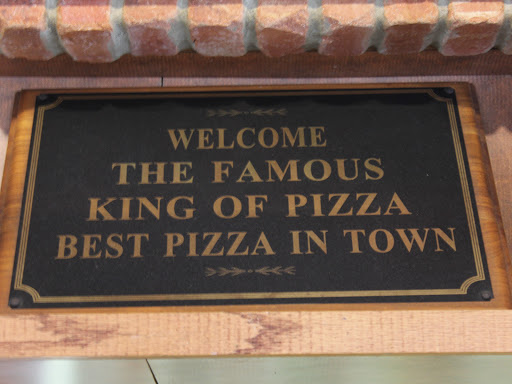 WELCOME
THE FAMOUS
KING OF PIZZA
BEST PIZZA IN TOWN